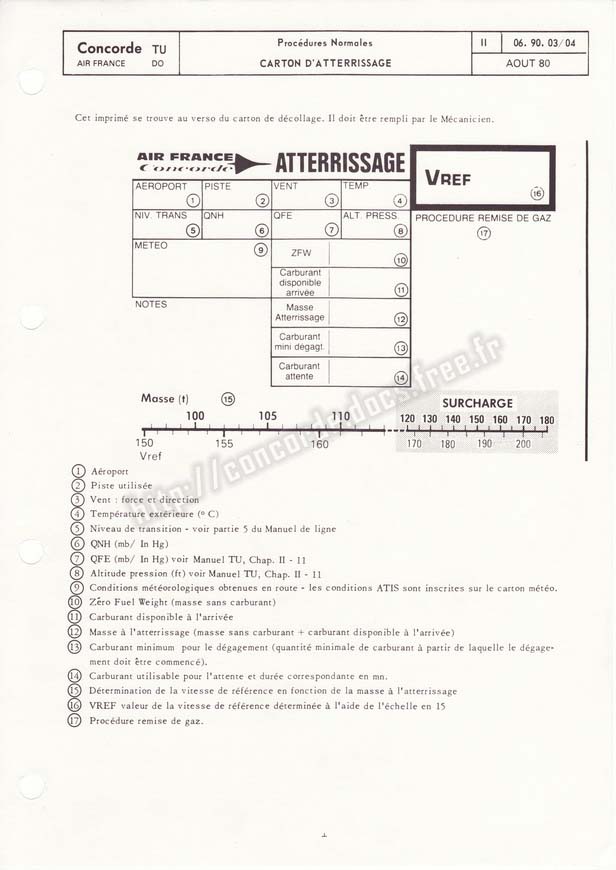 Concorde TU
AIR FRANCE DO
Procédures Normales
CARTON D'ATTERRISSAGE
II
06. 90. 03/04
AOUT 80
Cet imprimé se trouve au verso du carton de décollage. Il doit être rempli par le Mécanicien.
AIR FRANCE
Concorde
ATTERRISSAGE
VREF
16
AEROPORT 1
PISTE 2
VENT 3
TEMP 4
NIV. TRANS 5
QNH 6
QFE 7
ALT. PRESS. 8
PROCEDURE REMISE DE GAZ
17
METEO 9
ZFW 10
Carburant
disponible
arrivée 11
NOTES
Masse
Atterrissage 12
Carburant
mini dégagt. 13
Carburant
attente 14
Masse (t) 15
SURCHARGE
100 105 110 120 130 140 150 160 170 180
150 155 160 170 180 190 200
Vref
http://concorde.docs.free.fr
1 Aéroport
2 Piste utilisée
3 Vent : force et direction
4 Température extérieure (° C)
5 Niveau de transition - voir partie 5 du Manuel de ligne
6 QNH (mb/ In Hg)
7 QFE (mb/ In Hg) voir Manuel TU, Chap. II - 11
8 Altitude pression (ft) voir Manuel TU, Chap. II - 11
9 Conditions météorologiques obtenues en route - les conditions ATIS sont inscrites sur le carton météo.
10 Zéro Fuel Weight (masse sans carburant)
11 Carburant disponible à l'arrivée
12 Masse à l'atterrissage (masse sans carburant + carburant disponible à l'arrivée)
13 Carburant minimum pour le dégagement (quantité minimale de carburant à partir de laquelle le dégage-
ment doit être commencé).
14 Carburant utilisable pour l'attente et durée correspondante en mn.
15 Détermination de la vitesse de référence en fonction de la masse à l'atterrissage
16 VREF valeur de la vitesse de référence déterminée à l'aide de l'échelle en 15
17 Procédure remise de gaz.